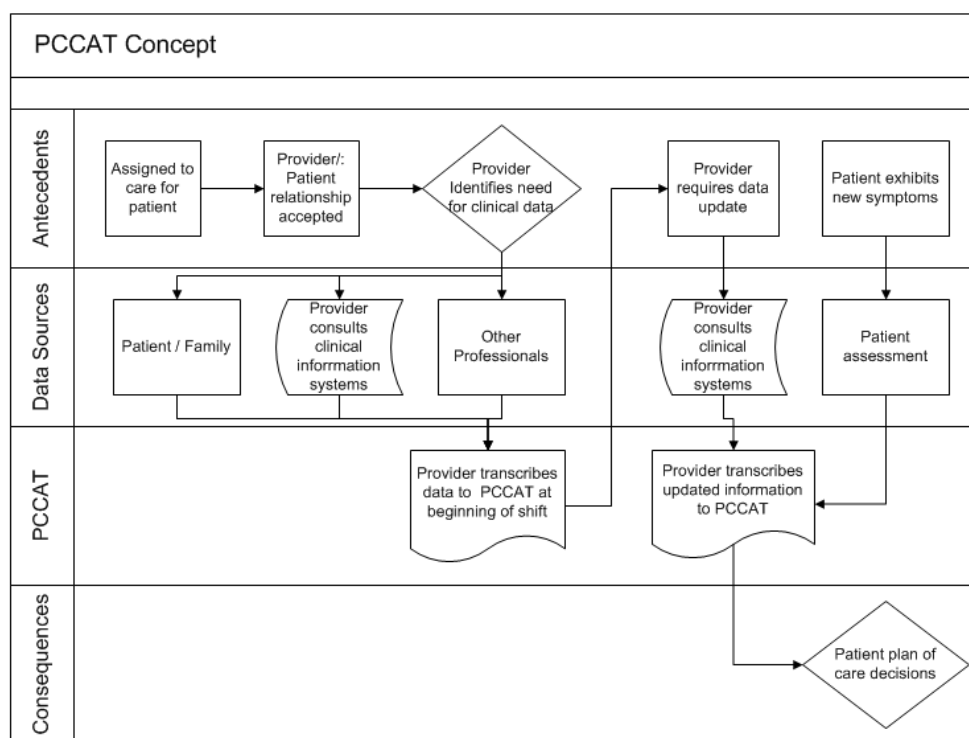 PCCAT Concept
Antecedents
Assigned to
care for
patient
Provider/:
Patient
relationship
accepted
Provider
Identifies need
for clinical data
Provider
requires data
update
Patient exhibits
new symptoms
Data Sources
Patient / Family
Provider
consults
clinical
inforrmation
systems
Other
Professionals
Provider
consults
clinical
inforrmation
systems
Patient
assessment
PCCAT
Provider transcribes
data to PCCAT at
beginning of shift
Provider transcribes
updated information
to PCCAT
Consequences
Patient plan of
care decisions